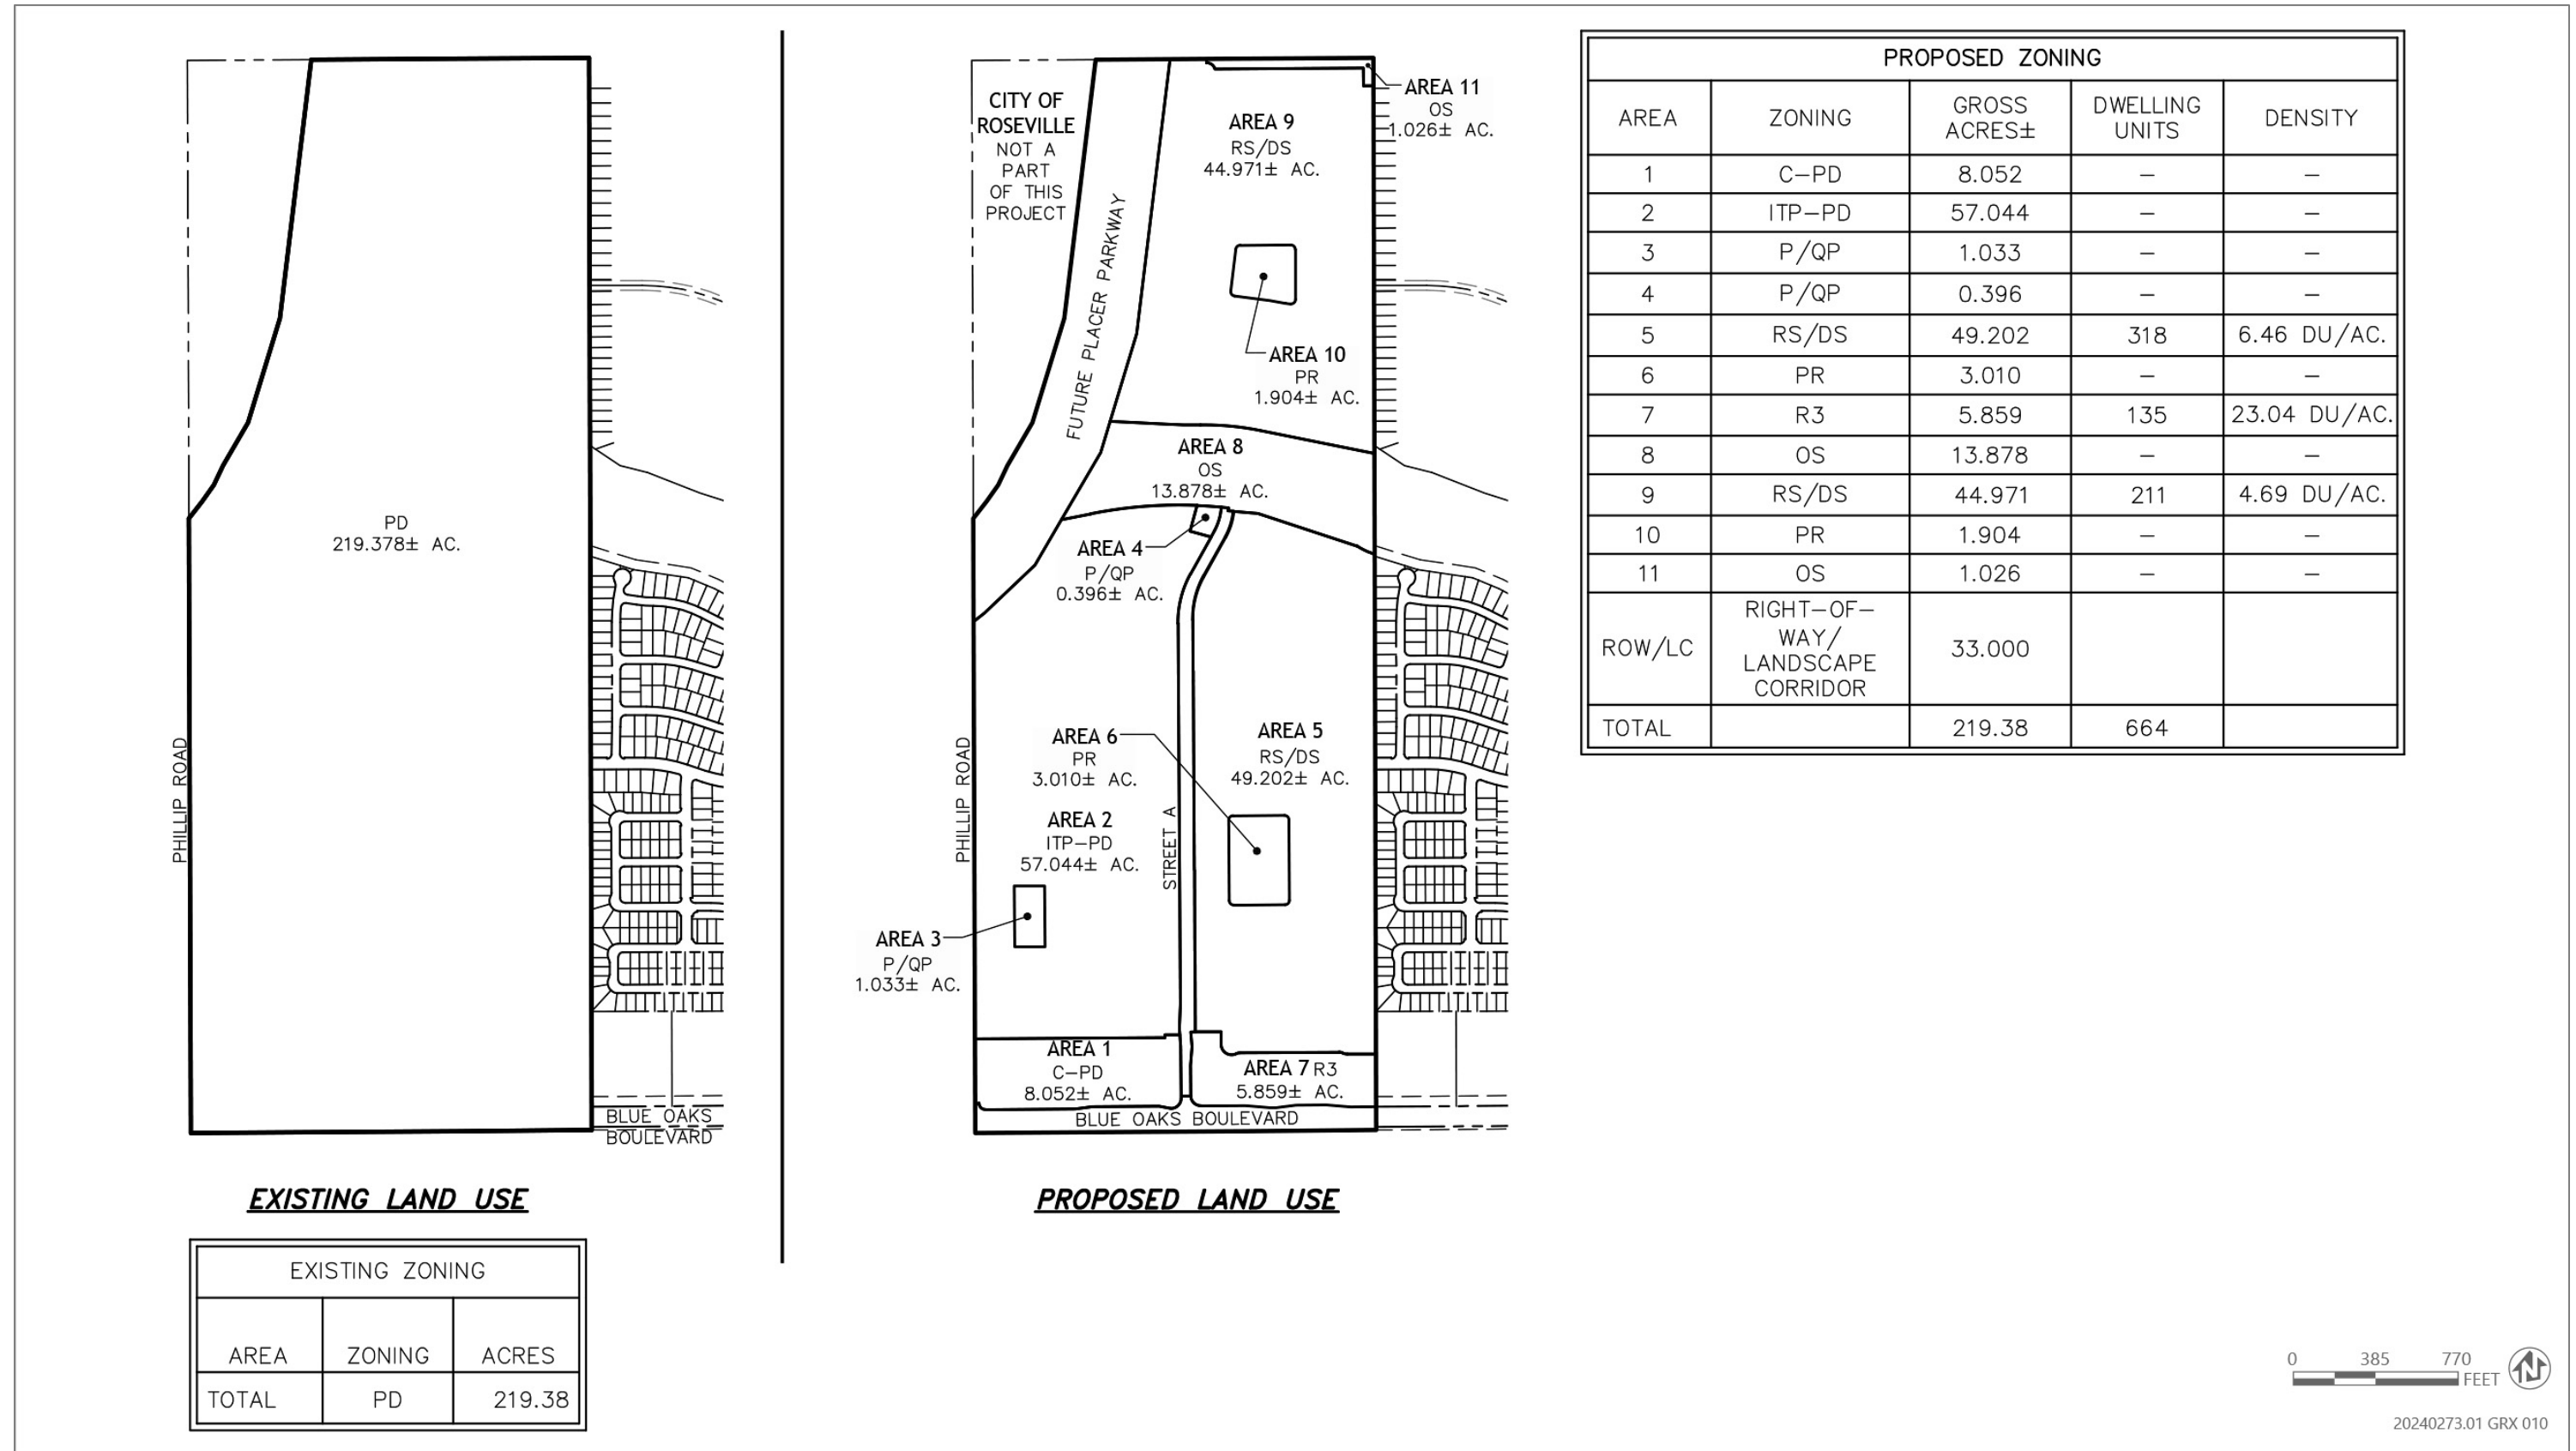 PD
219.378± AC.
PHILLIP ROAD
BLUE OAKS
BOULEVARD
EXISTING LAND USE
EXISTING ZONING
AREA ZONING ACRES
TOTAL PD 219.38
CITY OF
ROSEVILLE
NOT A
PART
OF THIS
PROJECT
FUTURE PLACER PARKWAY
AREA 11
OS
1.026± AC.
AREA 9
RS/DS
44.971± AC.
AREA 10
PR
1.904± AC.
AREA 8
OS
13.878± AC.
AREA 4
P/QP
0.396± AC.
AREA 6
PR
3.010± AC.
AREA 5
RS/DS
49.202± AC.
AREA 2
ITP-PD
57.044± AC.
STREET A
PHILLIP ROAD
AREA 3
P/QP
1.033± AC.
AREA 1
C-PD
8.052± AC.
AREA 7 R3
5.859± AC.
BLUE OAKS BOULEVARD
PROPOSED LAND USE
PROPOSED ZONING
AREA ZONING GROSS ACRES± DWELLING UNITS DENSITY
1 C-PD 8.052 – –
2 ITP-PD 57.044 – –
3 P/QP 1.033 – –
4 P/QP 0.396 – –
5 RS/DS 49.202 318 6.46 DU/AC.
6 PR 3.010 – –
7 R3 5.859 135 23.04 DU/AC.
8 OS 13.878 – –
9 RS/DS 44.971 211 4.69 DU/AC.
10 PR 1.904 – –
11 OS 1.026 – –
ROW/LC RIGHT-OF-WAY/ LANDSCAPE CORRIDOR 33.000
TOTAL 219.38 664
0 385 770
FEET
N
20240273.01 GRX 010